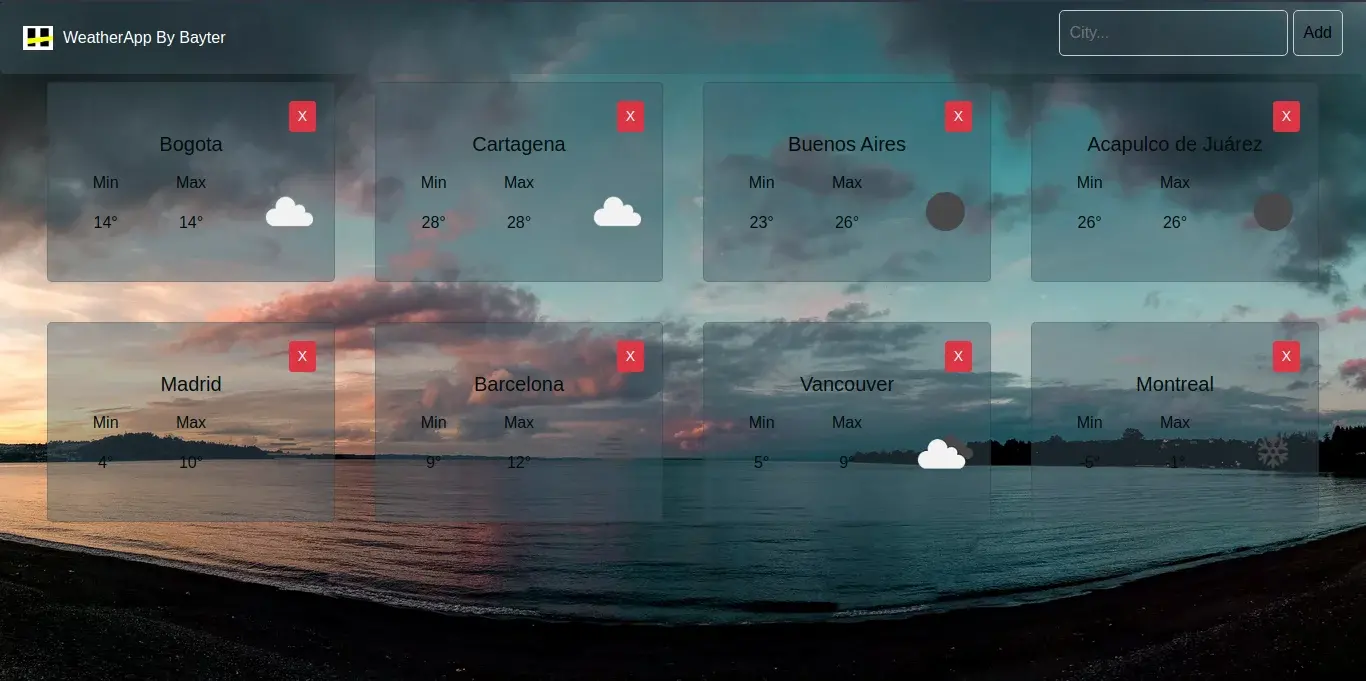 WeatherApp By Bayter
City...
Add
X
Bogota
Min Max
14° 14°
X
Cartagena
Min Max
28° 28°
X
Buenos Aires
Min Max
23° 26°
X
Acapulco de Juárez
Min Max
26° 26°
X
Madrid
Min Max
4° 10°
X
Barcelona
Min Max
9° 12°
X
Vancouver
Min Max
5° 9°
X
Montreal
Min Max
-5° -1°